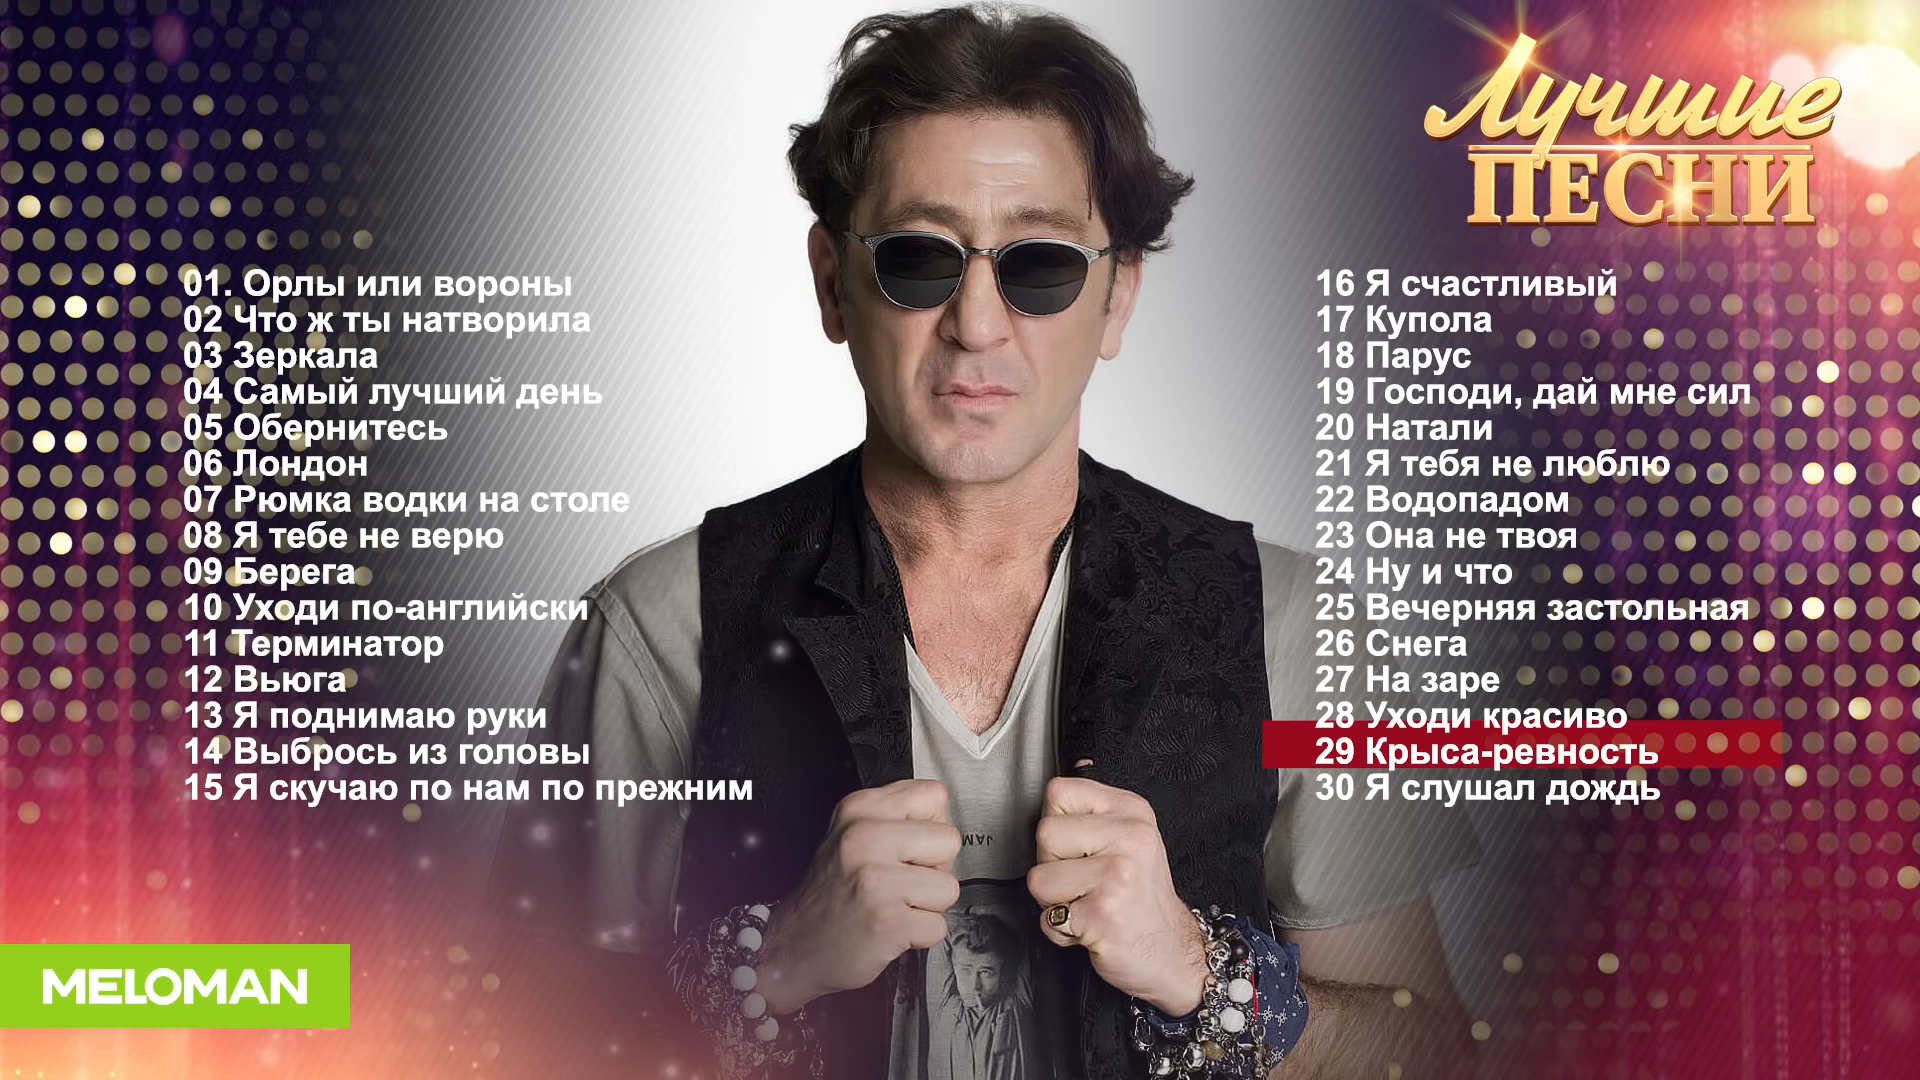 Лучшие
ПЕСНИ
01. Орлы или вороны
02 Что ж ты натворила
03 Зеркала
04 Самый лучший день
05 Обернитесь
06 Лондон
07 Рюмка водки на столе
08 Я тебе не верю
09 Берега
10 Уходи по-английски
11 Терминатор
12 Вьюга
13 Я поднимаю руки
14 Выбрось из головы
15 Я скучаю по нам по прежним
16 Я счастливый
17 Купола
18 Парус
19 Господи, дай мне сил
20 Натали
21 Я тебя не люблю
22 Водопадом
23 Она не твоя
24 Ну и что
25 Вечерняя застольная
26 Снега
27 На заре
28 Уходи красиво
29 Крыса-ревность
30 Я слушал дождь
JAM
MELOMAN